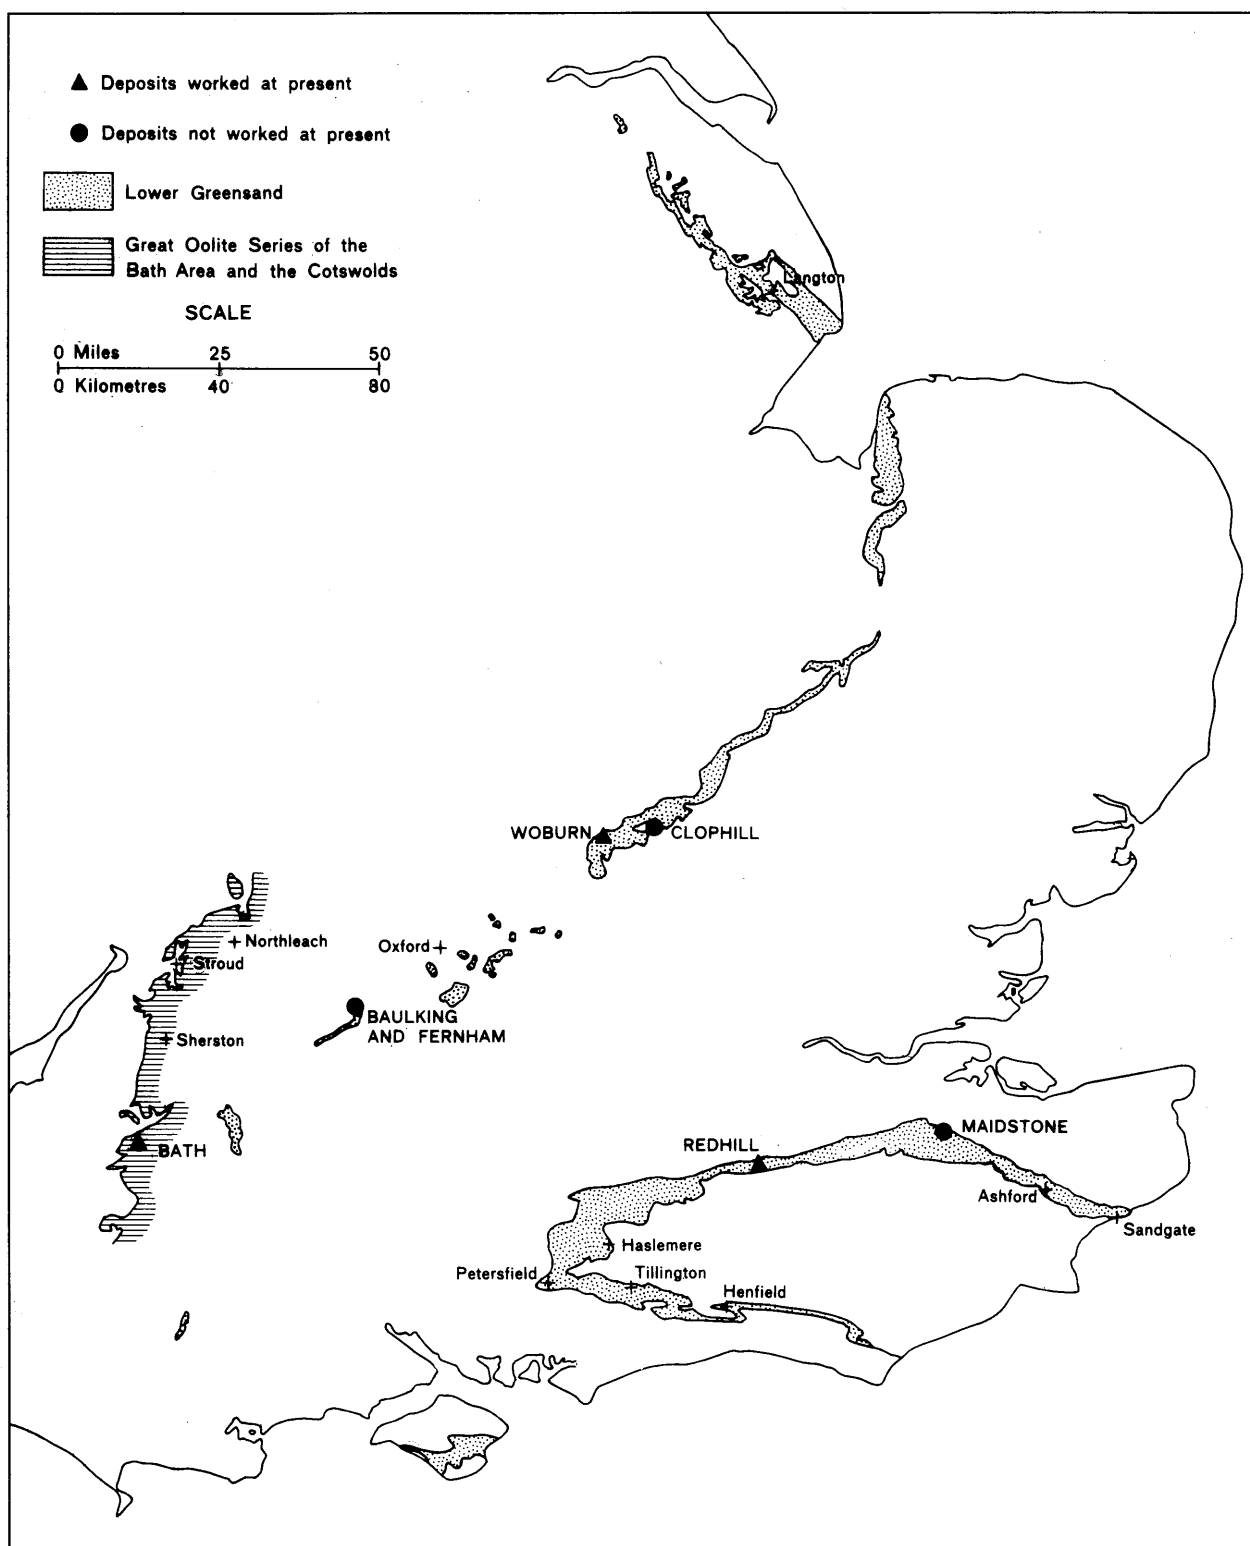 Deposits worked at present
Deposits not worked at present
Lower Greensand
Great Oolite Series of the
Bath Area and the Cotswolds
SCALE
0 Miles 25 50
0 Kilometres 40 80
Langton
WOBURN
CLOPHILL
Northleach
Oxford
Stroud
BAULKING
AND FERNHAM
Sherston
BATH
MAIDSTONE
REDHILL
Ashford
Sandgate
Haslemere
Petersfield
Tillington
Henfield